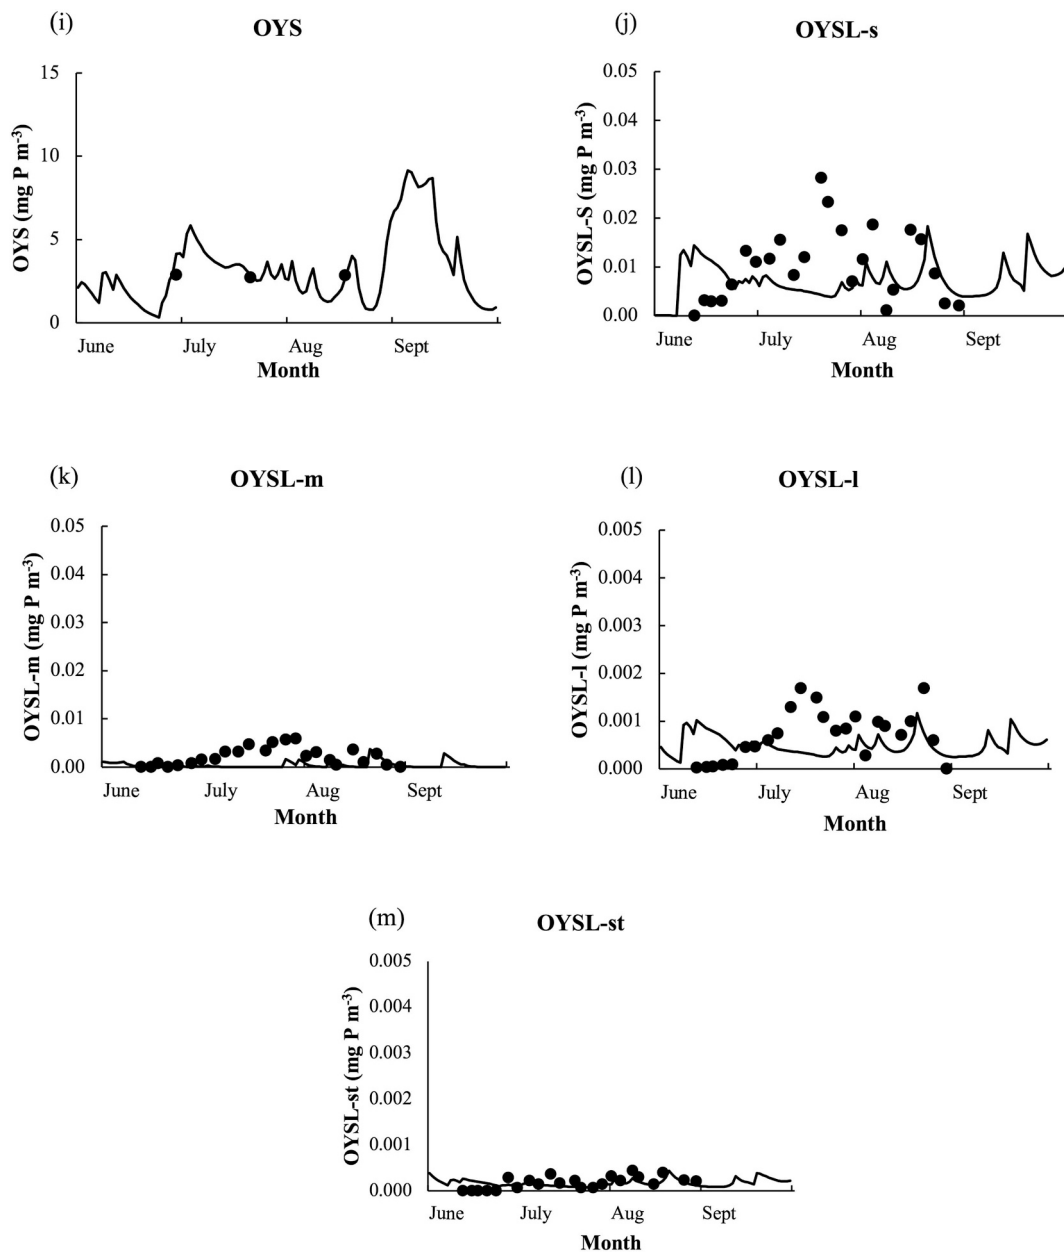 (i)
OYS
OYS (mg P m⁻³)
15
10
5
0
June
July
Aug
Sept
Month
(j)
OYSL-s
OYSL-S (mg P m⁻³)
0.05
0.04
0.03
0.02
0.01
0.00
June
July
Aug
Sept
Month
(k)
OYSL-m
OYSL-m (mg P m⁻³)
0.05
0.04
0.03
0.02
0.01
0.00
June
July
Aug
Sept
Month
(l)
OYSL-l
OYSL-l (mg P m⁻³)
0.005
0.004
0.003
0.002
0.001
0.000
June
July
Aug
Sept
Month
(m)
OYSL-st
OYSL-st (mg P m⁻³)
0.005
0.004
0.003
0.002
0.001
0.000
June
July
Aug
Sept
Month